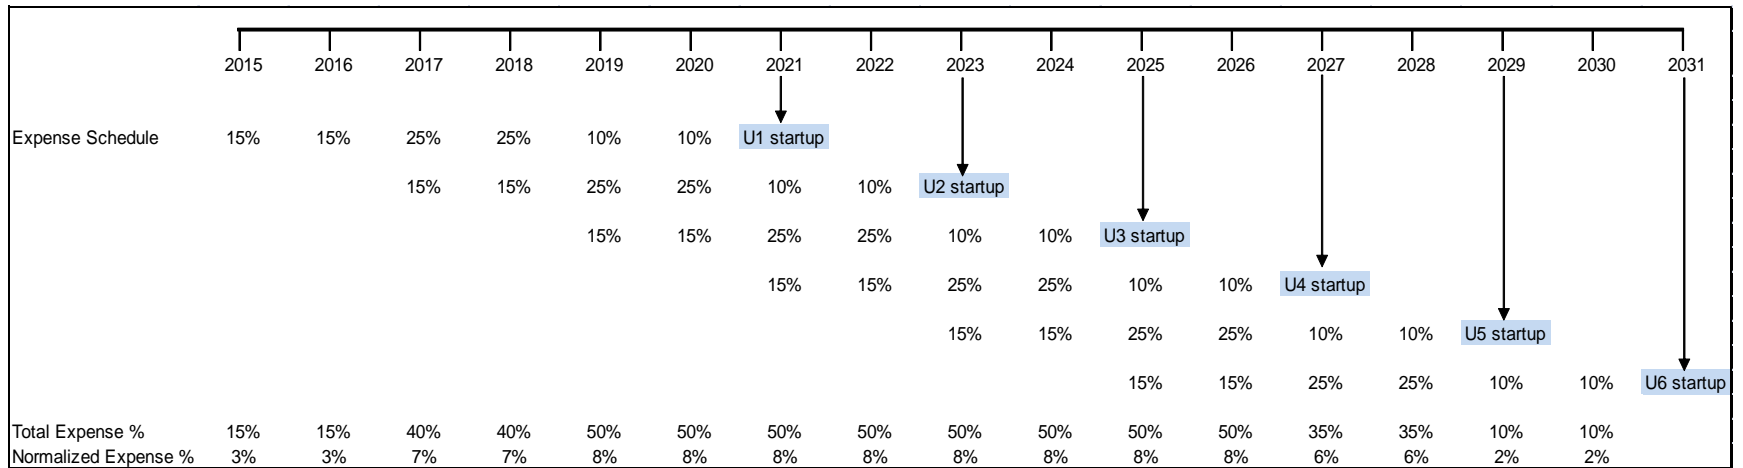 2015 2016 2017 2018 2019 2020 2021 2022 2023 2024 2025 2026 2027 2028 2029 2030 2031
Expense Schedule 15% 15% 25% 25% 10% 10% U1 startup
15% 15% 25% 25% 10% 10% U2 startup
15% 15% 25% 25% 10% 10% U3 startup
15% 15% 25% 25% 10% 10% U4 startup
15% 15% 25% 25% 10% 10% U5 startup
15% 15% 25% 25% 10% 10% U6 startup
Total Expense % 15% 15% 40% 40% 50% 50% 50% 50% 50% 50% 50% 50% 35% 35% 10% 10%
Normalized Expense % 3% 3% 7% 7% 8% 8% 8% 8% 8% 8% 8% 8% 6% 6% 2% 2%